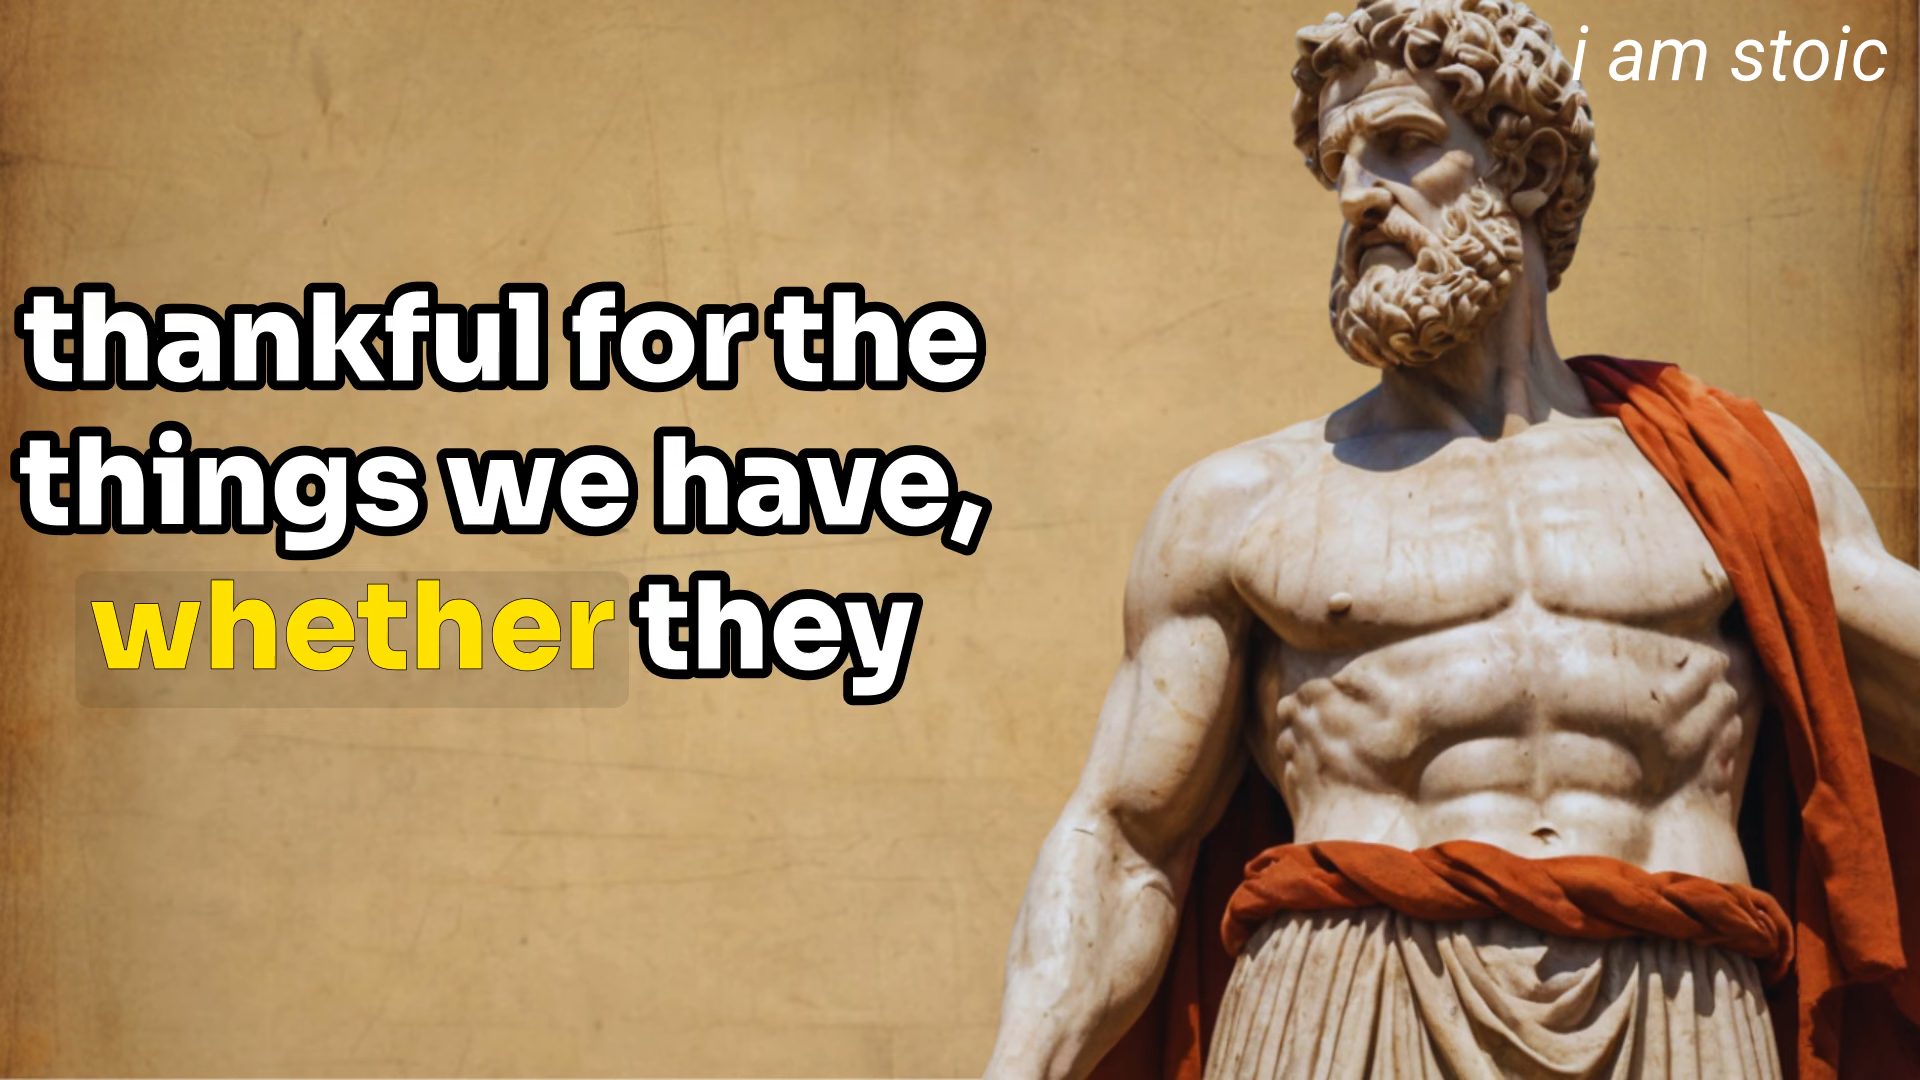 i am stoic
thankful for the
things we have,
whether they